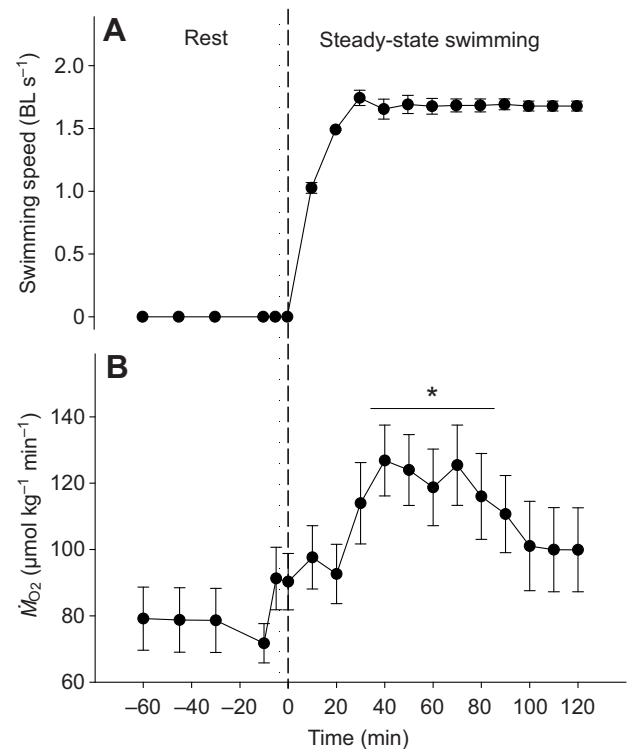 A
Rest
Steady-state swimming
Swimming speed (BL s⁻¹)
2.0
1.5
1.0
0.5
0
B
*
ṀO₂ (µmol kg⁻¹ min⁻¹)
140
120
100
80
60
–60 –40 –20 0 20 40 60 80 100 120
Time (min)